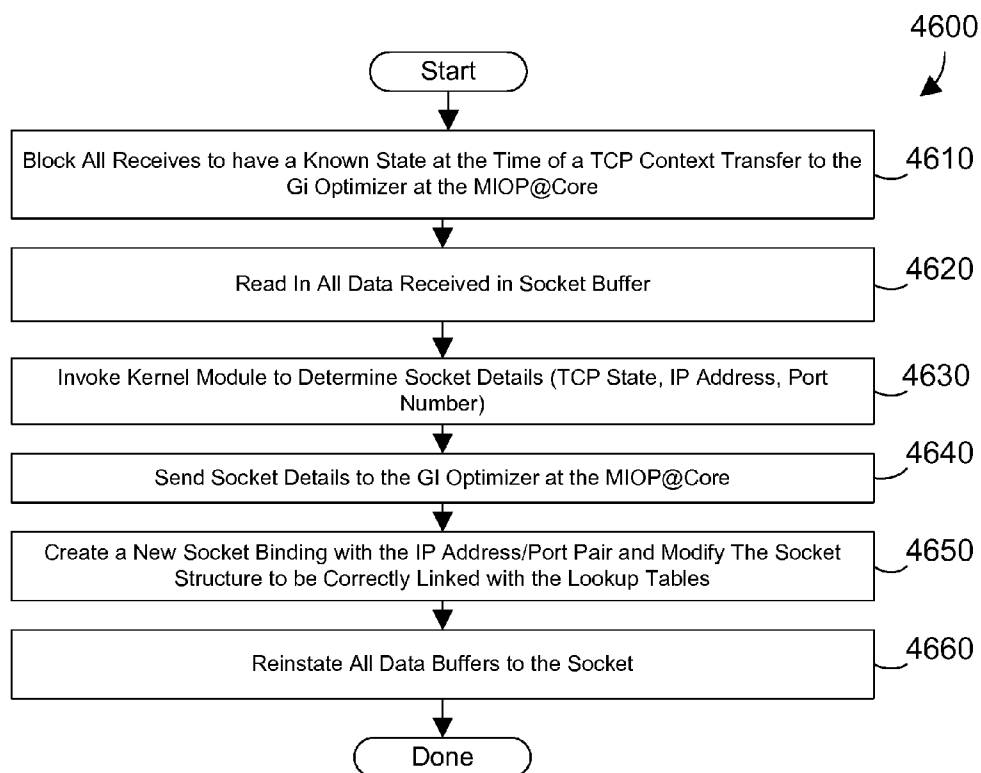 4600
Start
Block All Receives to have a Known State at the Time of a TCP Context Transfer to the
Gi Optimizer at the MIOP@Core
4610
Read In All Data Received in Socket Buffer
4620
Invoke Kernel Module to Determine Socket Details (TCP State, IP Address, Port
Number)
4630
Send Socket Details to the GI Optimizer at the MIOP@Core
4640
Create a New Socket Binding with the IP Address/Port Pair and Modify The Socket
Structure to be Correctly Linked with the Lookup Tables
4650
Reinstate All Data Buffers to the Socket
4660
Done